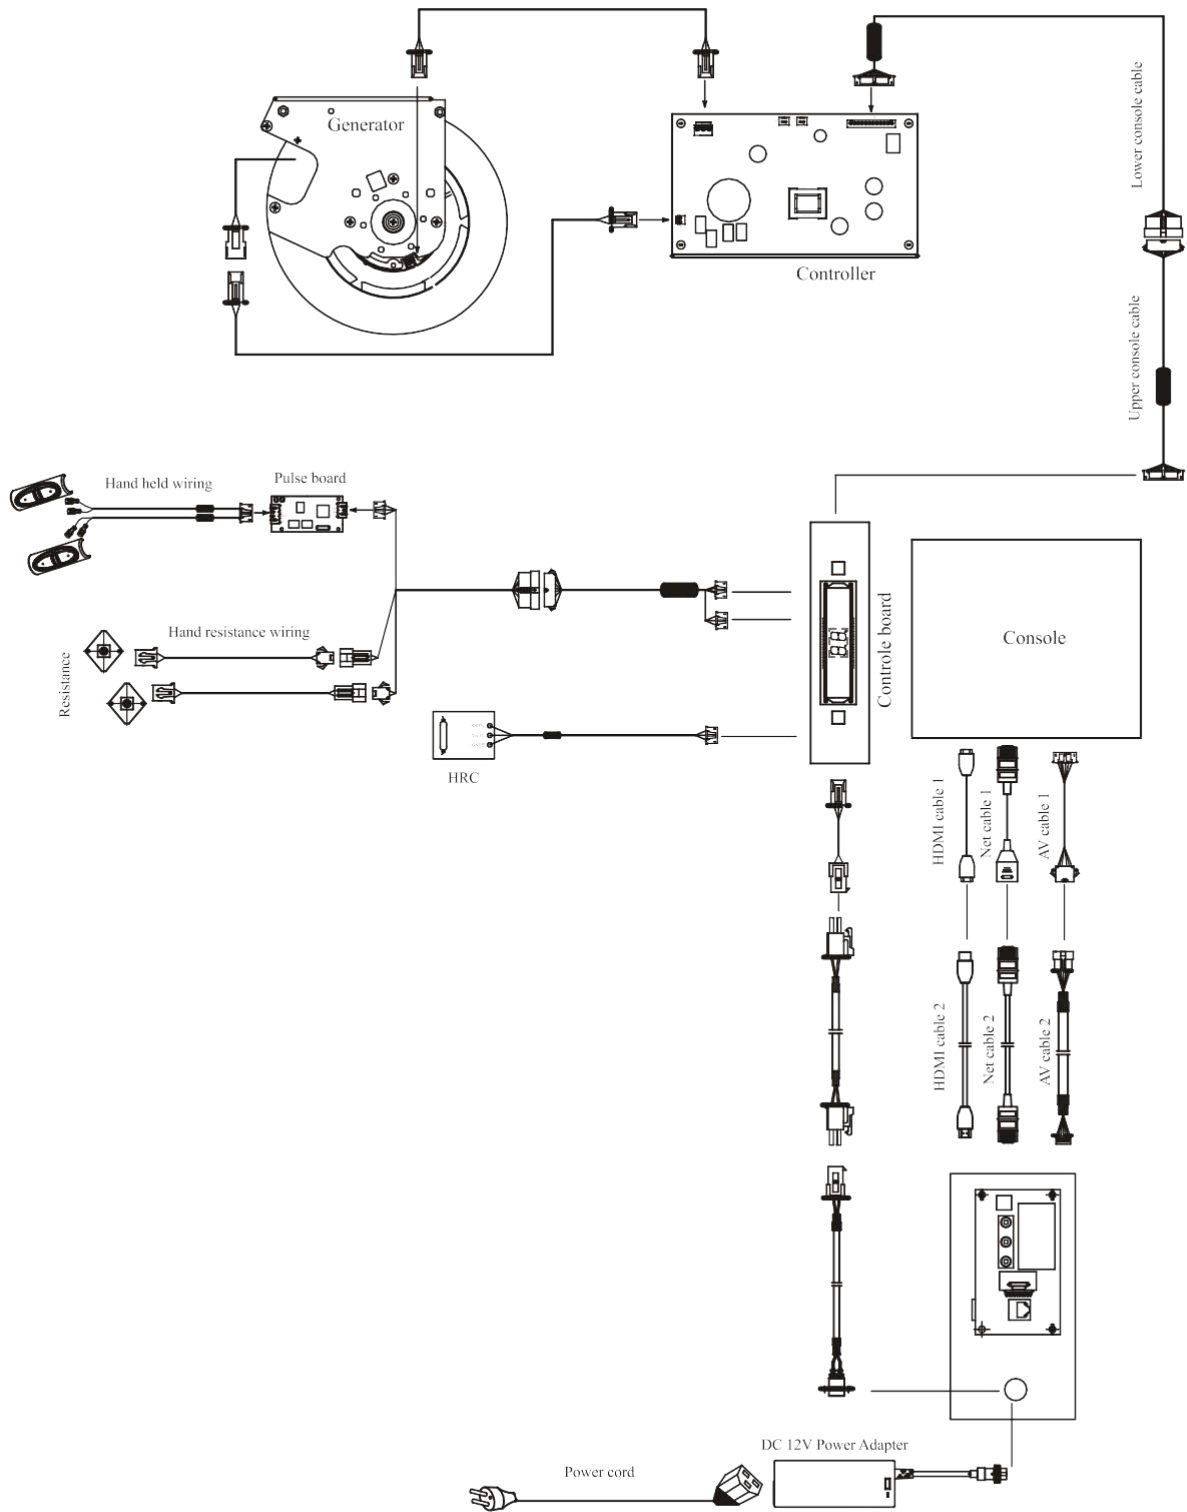 Generator
Controller
Lower console cable
Upper console cable
Hand held wiring
Pulse board
Hand resistance wiring
Resistance
HRC
Controle board
Console
HDMI cable 1
Net cable 1
AV cable 1
HDMI cable 2
Net cable 2
AV cable 2
DC 12V Power Adapter
Power cord